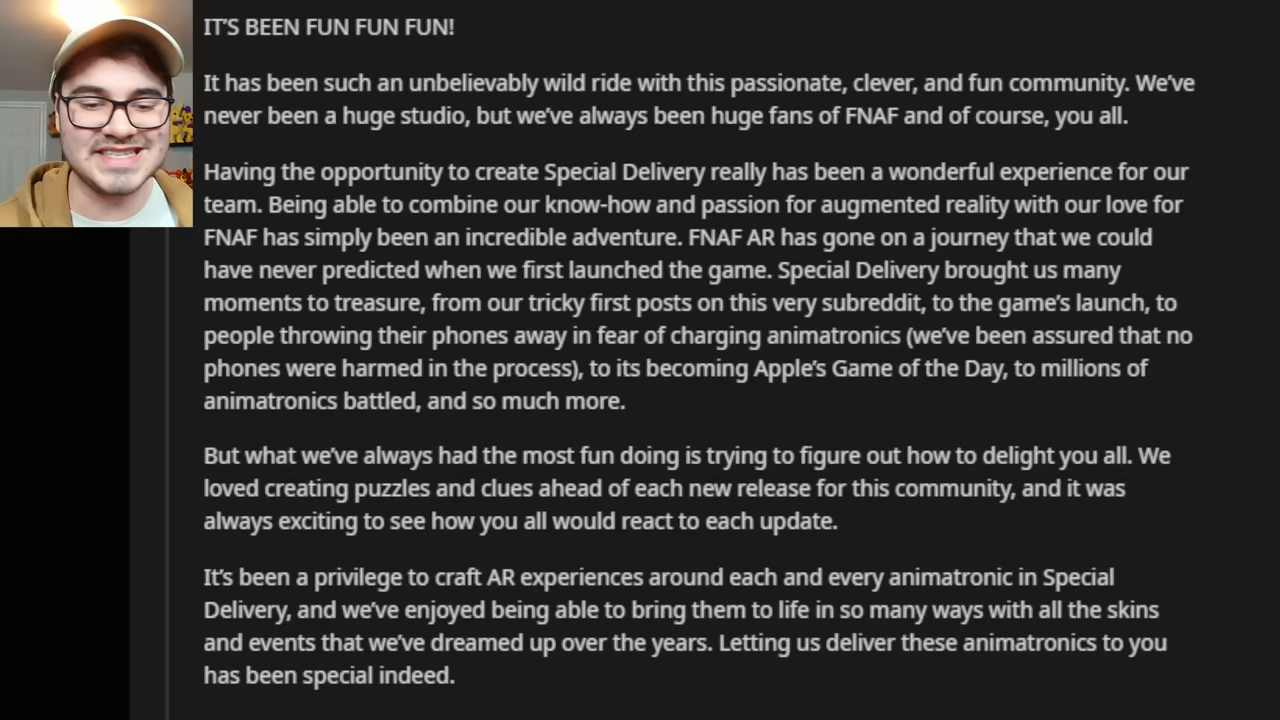 IT'S BEEN FUN FUN FUN!
It has been such an unbelievably wild ride with this passionate, clever, and fun community. We've
never been a huge studio, but we've always been huge fans of FNAF and of course, you all.
Having the opportunity to create Special Delivery really has been a wonderful experience for our
team. Being able to combine our know-how and passion for augmented reality with our love for
FNAF has simply been an incredible adventure. FNAF AR has gone on a journey that we could
have never predicted when we first launched the game. Special Delivery brought us many
moments to treasure, from our tricky first posts on this very subreddit, to the game's launch, to
people throwing their phones away in fear of charging animatronics (we've been assured that no
phones were harmed in the process), to its becoming Apple's Game of the Day, to millions of
animatronics battled, and so much more.
But what we've always had the most fun doing is trying to figure out how to delight you all. We
loved creating puzzles and clues ahead of each new release for this community, and it was
always exciting to see how you all would react to each update.
It's been a privilege to craft AR experiences around each and every animatronic in Special
Delivery, and we've enjoyed being able to bring them to life in so many ways with all the skins
and events that we've dreamed up over the years. Letting us deliver these animatronics to you
has been special indeed.